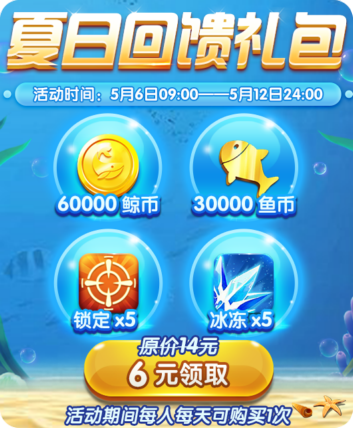 夏日回馈礼包
活动时间：5月6日09:00——5月12日24:00
60000 鲸币
30000 鱼币
锁定 x5
冰冻 x5
原价14元
6 元领取
活动期间每人每天可购买1次